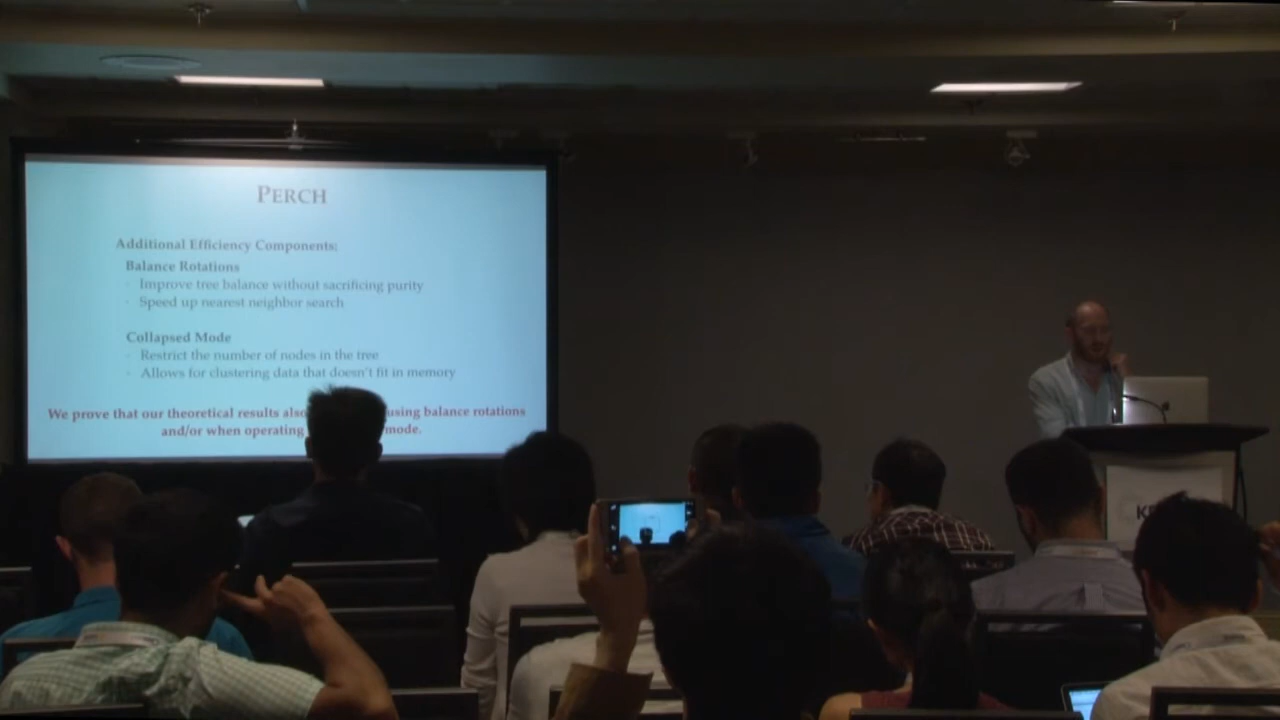 PERCH
Additional Efficiency Components:
Balance Rotations
- Improve tree balance without sacrificing purity
- Speed up nearest neighbor search
Collapsed Mode
- Restrict the number of nodes in the tree
- Allows for clustering data that doesn't fit in memory
We prove that our theoretical results also using balance rotations
and/or when operating mode.